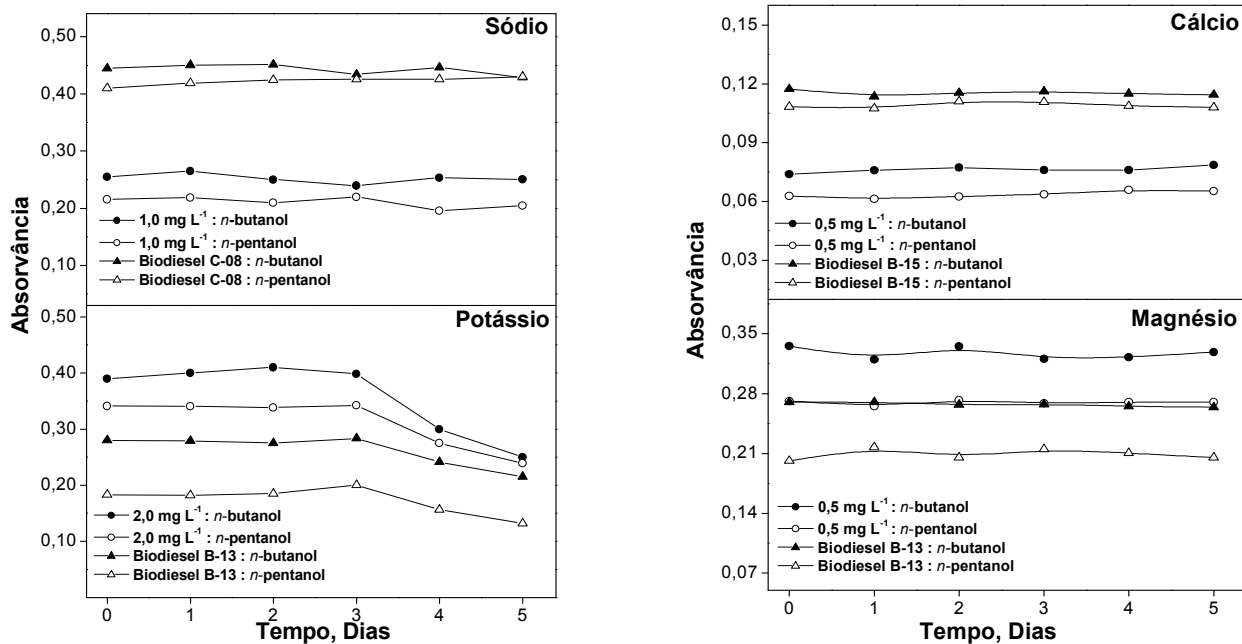 Sódio
0,50
0,40
0,30
0,20
0,10
1,0 mg L⁻¹ : n-butanol
1,0 mg L⁻¹ : n-pentanol
Biodiesel C-08 : n-butanol
Biodiesel C-08 : n-pentanol
Absorvância
Potássio
0,50
0,40
0,30
0,20
0,10
2,0 mg L⁻¹ : n-butanol
2,0 mg L⁻¹ : n-pentanol
Biodiesel B-13 : n-butanol
Biodiesel B-13 : n-pentanol
0 1 2 3 4 5
Tempo, Dias
Cálcio
0,15
0,12
0,09
0,06
0,03
0,5 mg L⁻¹ : n-butanol
0,5 mg L⁻¹ : n-pentanol
Biodiesel B-15 : n-butanol
Biodiesel B-15 : n-pentanol
Absorvância
Magnésio
0,35
0,28
0,21
0,14
0,07
0,5 mg L⁻¹ : n-butanol
0,5 mg L⁻¹ : n-pentanol
Biodiesel B-13 : n-butanol
Biodiesel B-13 : n-pentanol
0 1 2 3 4 5
Tempo, Dias